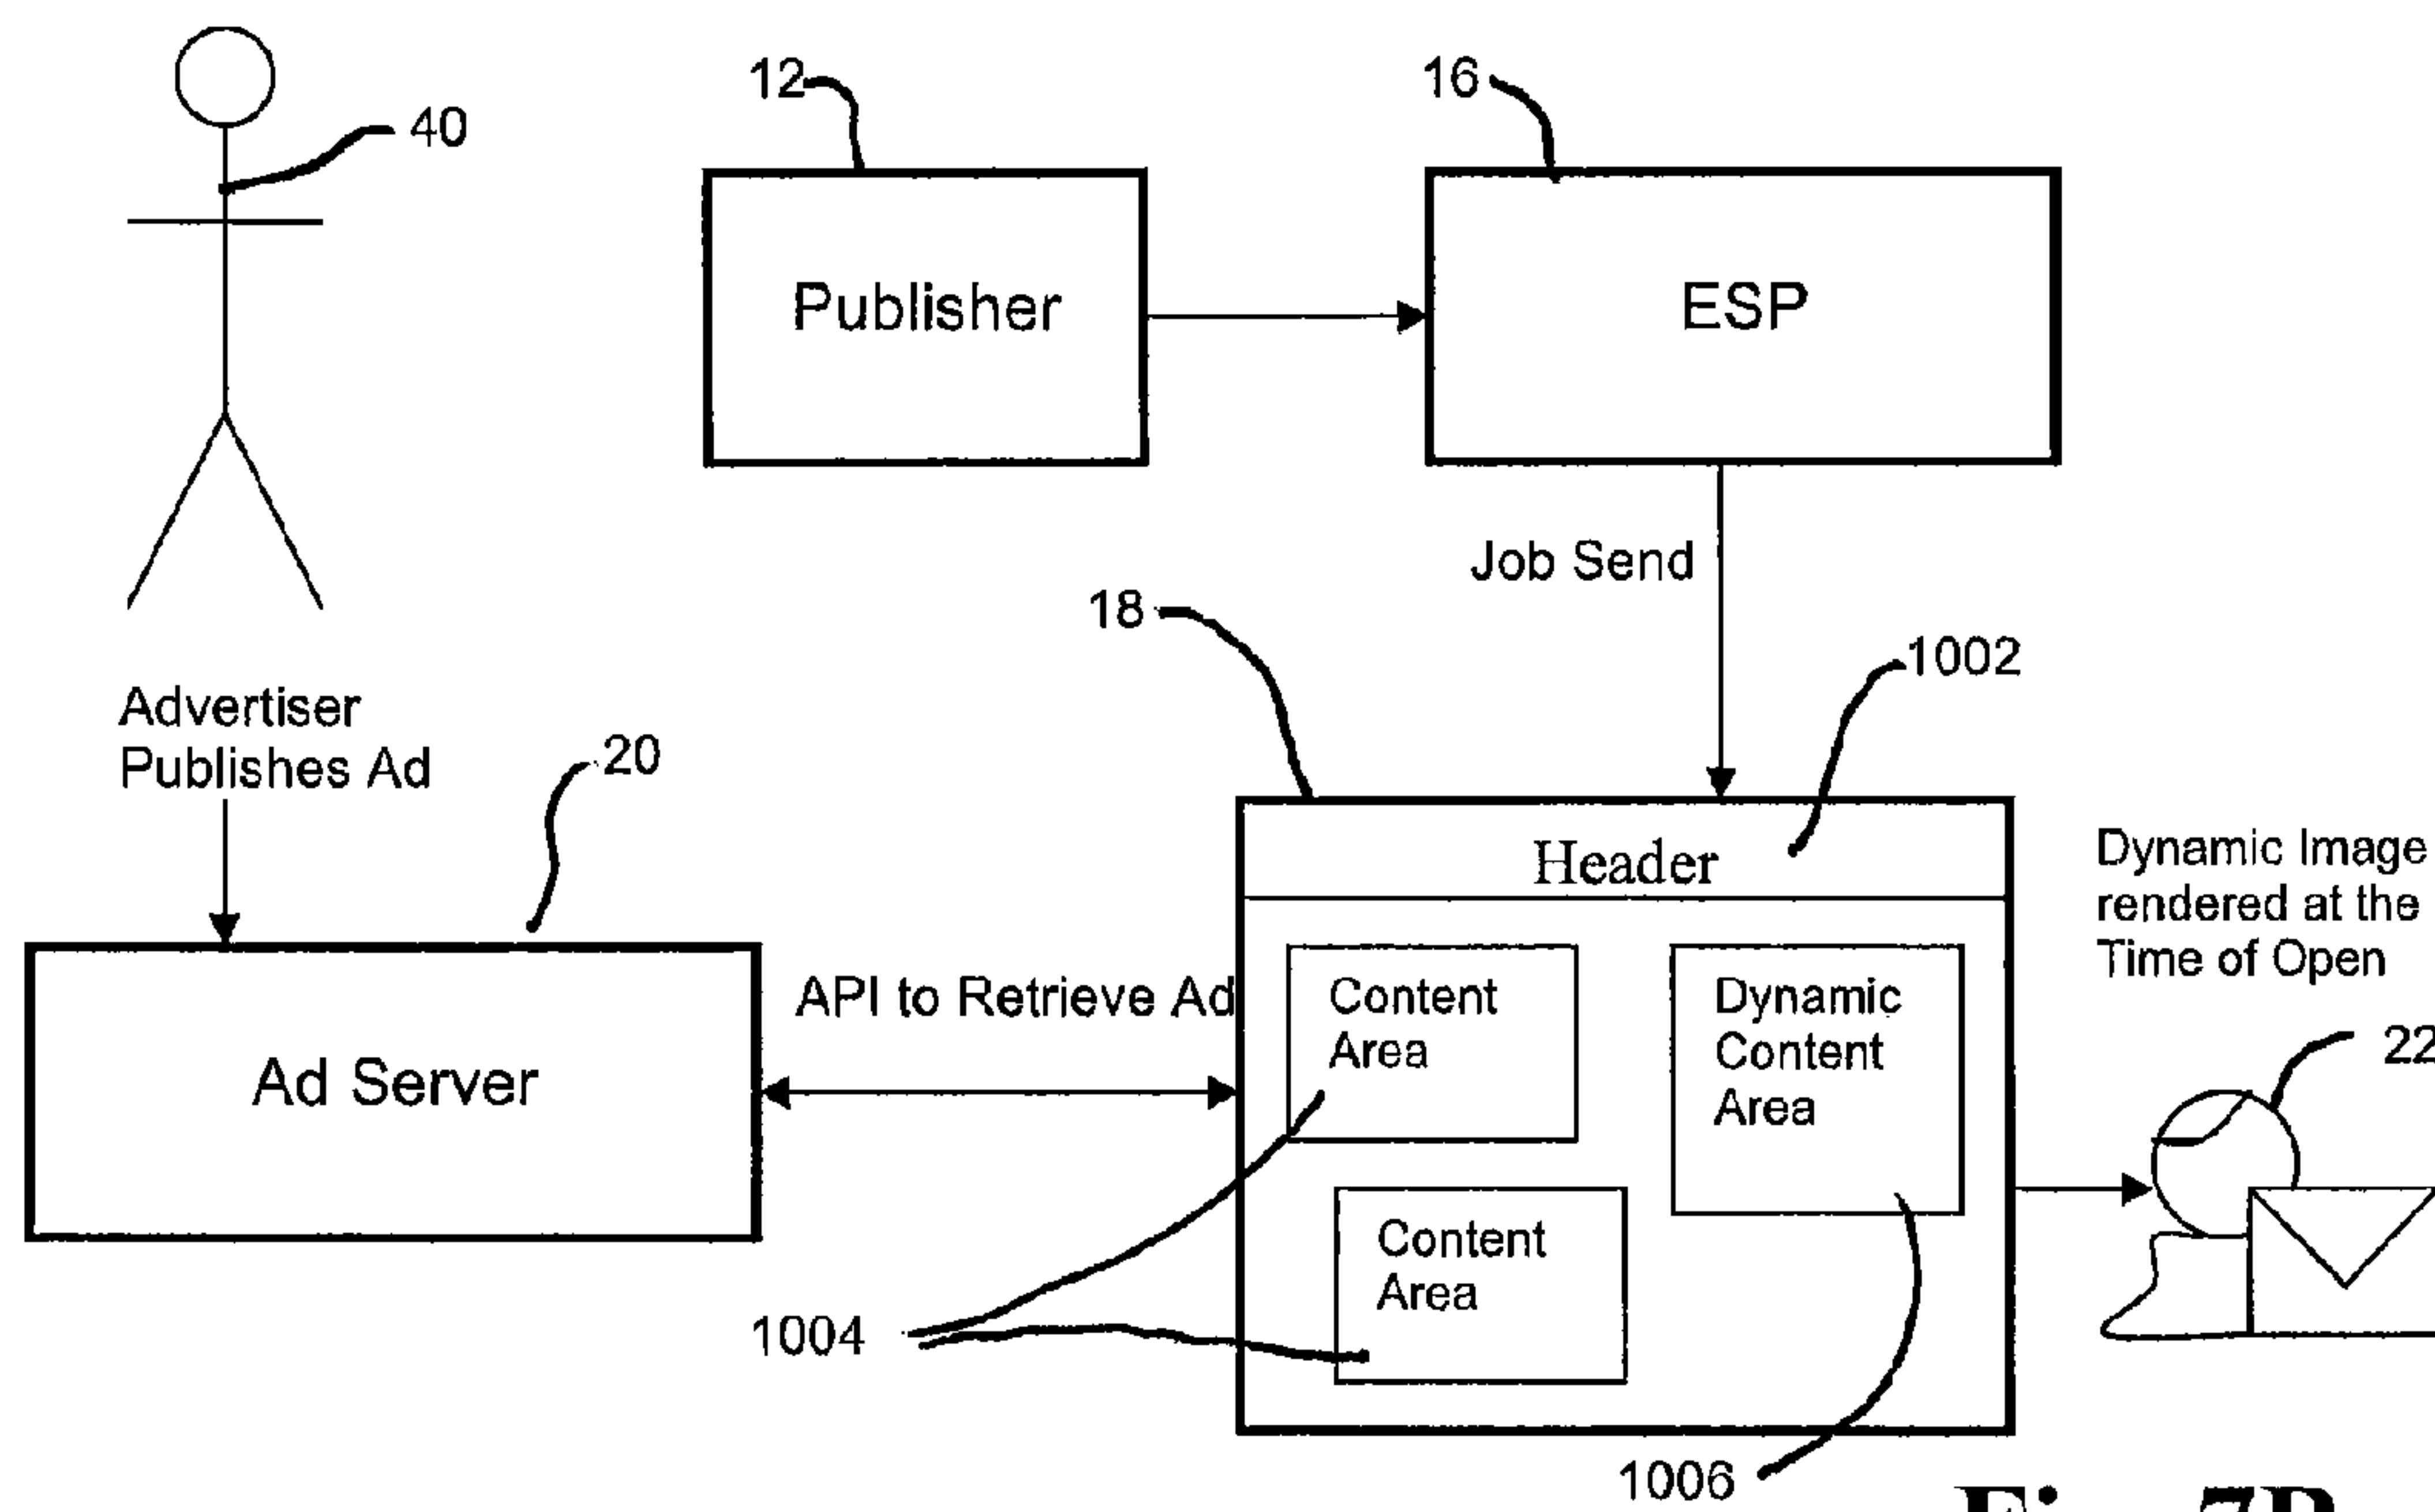 40
12
16
Publisher
ESP
Job Send
18
1002
Advertiser
Publishes Ad
20
Header
Dynamic Image
rendered at the
Time of Open
API to Retrieve Ad
Content
Area
Dynamic
Content
Area
22
Ad Server
Content
Area
1004
1006